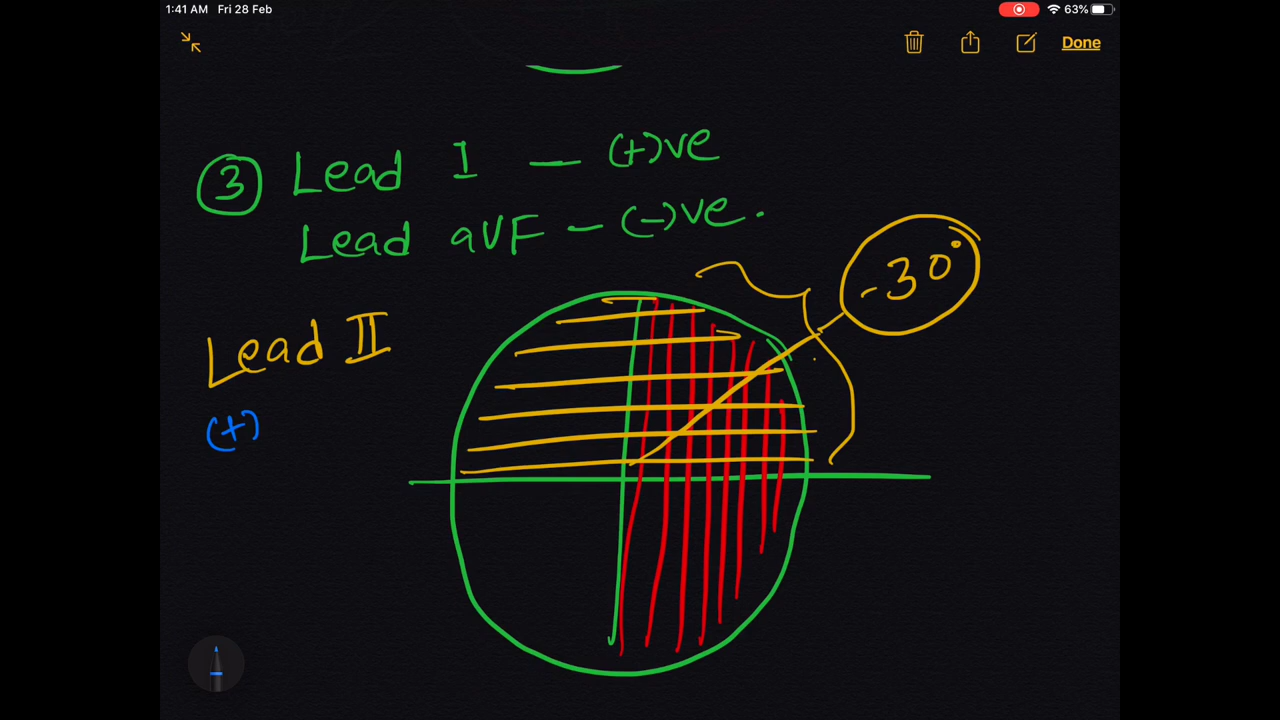 1:41 AM Fri 28 Feb
63%
Done
③ Lead I — (+)ve
Lead aVF – (–)ve.
-30°
Lead II
(+)